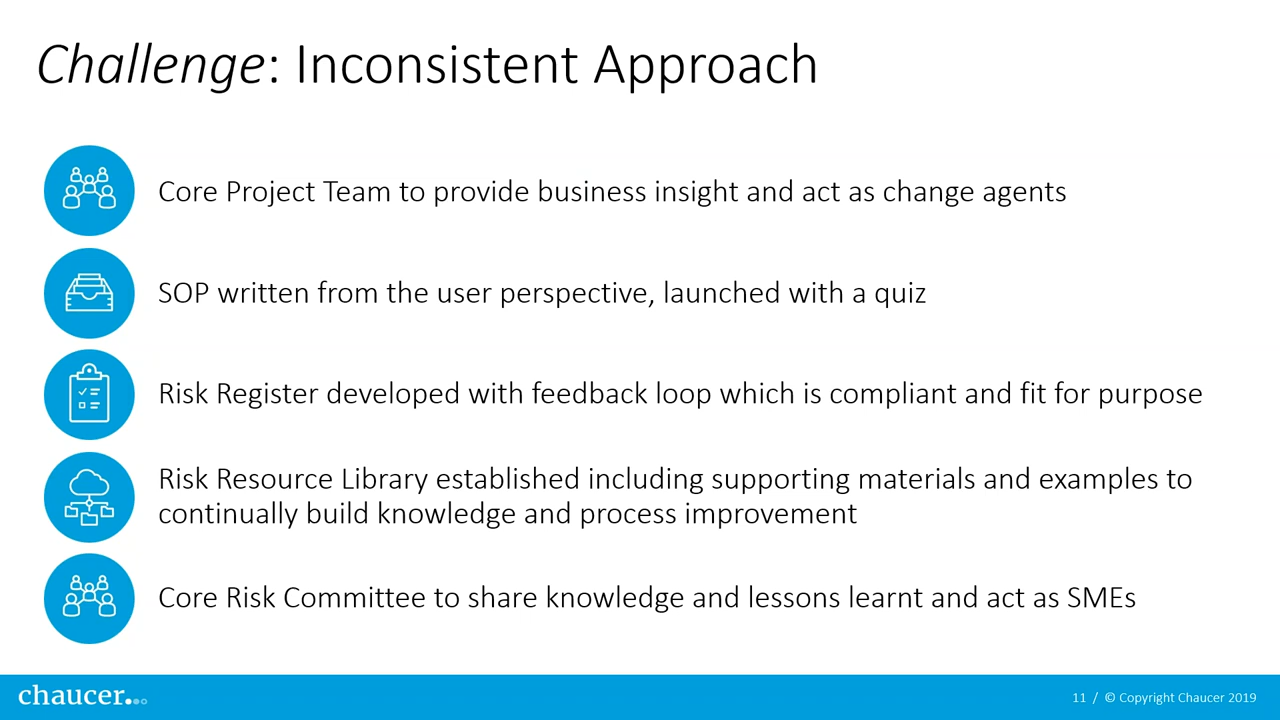 Challenge: Inconsistent Approach
Core Project Team to provide business insight and act as change agents
SOP written from the user perspective, launched with a quiz
Risk Register developed with feedback loop which is compliant and fit for purpose
Risk Resource Library established including supporting materials and examples to
continually build knowledge and process improvement
Core Risk Committee to share knowledge and lessons learnt and act as SMEs
chaucer
11 / © Copyright Chaucer 2019